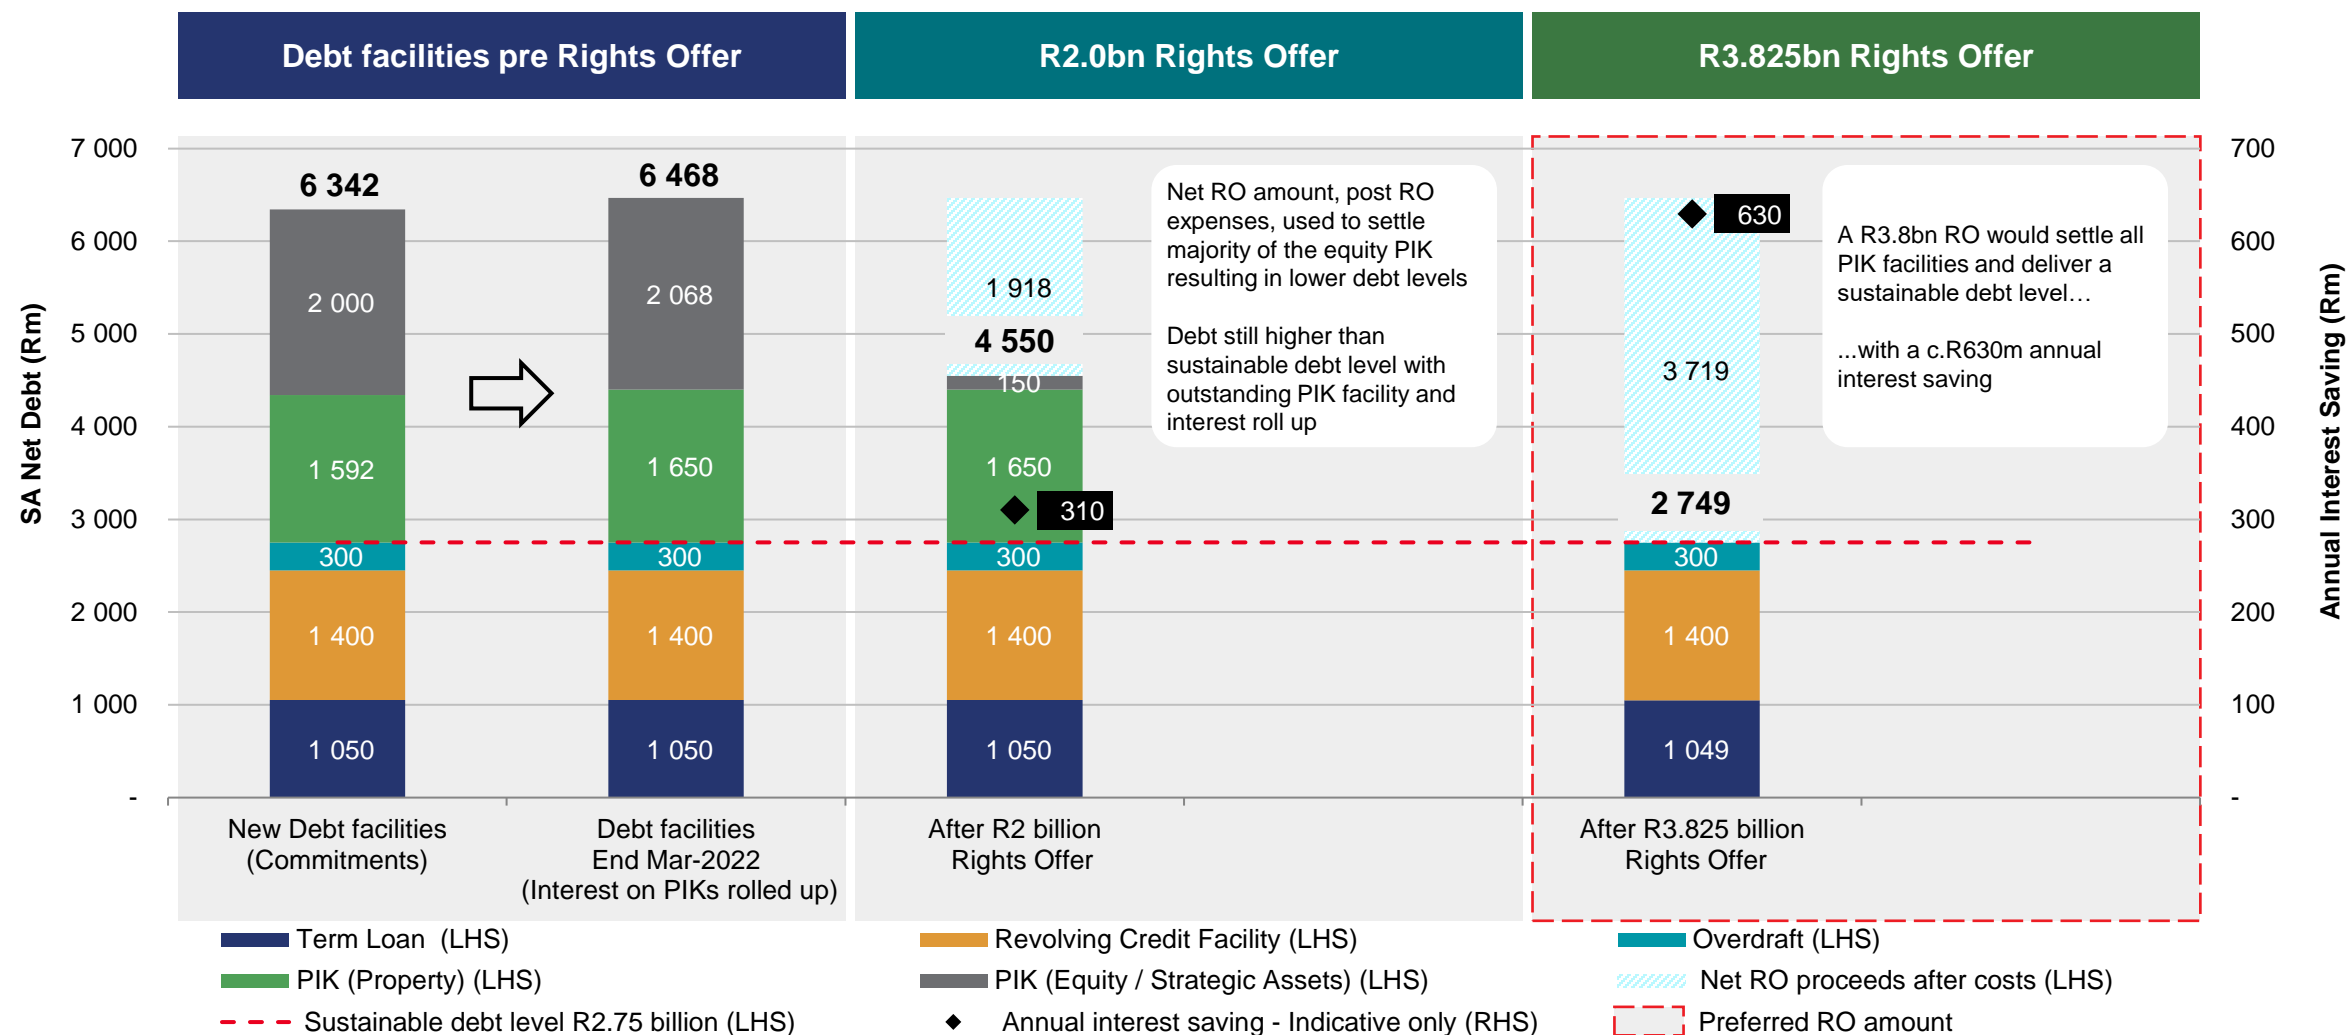 Debt facilities pre Rights Offer
R2.0bn Rights Offer
R3.825bn Rights Offer
SA Net Debt (Rm)
7 000
6 000
5 000
4 000
3 000
2 000
1 000
-
6 342
2 000
1 592
300
1 400
1 050
6 468
2 068
1 650
300
1 400
1 050
1 918
4 550
150
1 650
310
300
1 400
1 050
Net RO amount, post RO
expenses, used to settle
majority of the equity PIK
resulting in lower debt levels
Debt still higher than
sustainable debt level with
outstanding PIK facility and
interest roll up
630
3 719
2 749
300
1 400
1 049
A R3.8bn RO would settle all
PIK facilities and deliver a
sustainable debt level…
...with a c.R630m annual
interest saving
700
600
500
400
300
200
100
-
Annual Interest Saving (Rm)
New Debt facilities
(Commitments)
Debt facilities
End Mar-2022
(Interest on PIKs rolled up)
After R2 billion
Rights Offer
After R3.825 billion
Rights Offer
Term Loan (LHS)
Revolving Credit Facility (LHS)
Overdraft (LHS)
PIK (Property) (LHS)
PIK (Equity / Strategic Assets) (LHS)
Net RO proceeds after costs (LHS)
Sustainable debt level R2.75 billion (LHS)
Annual interest saving - Indicative only (RHS)
Preferred RO amount